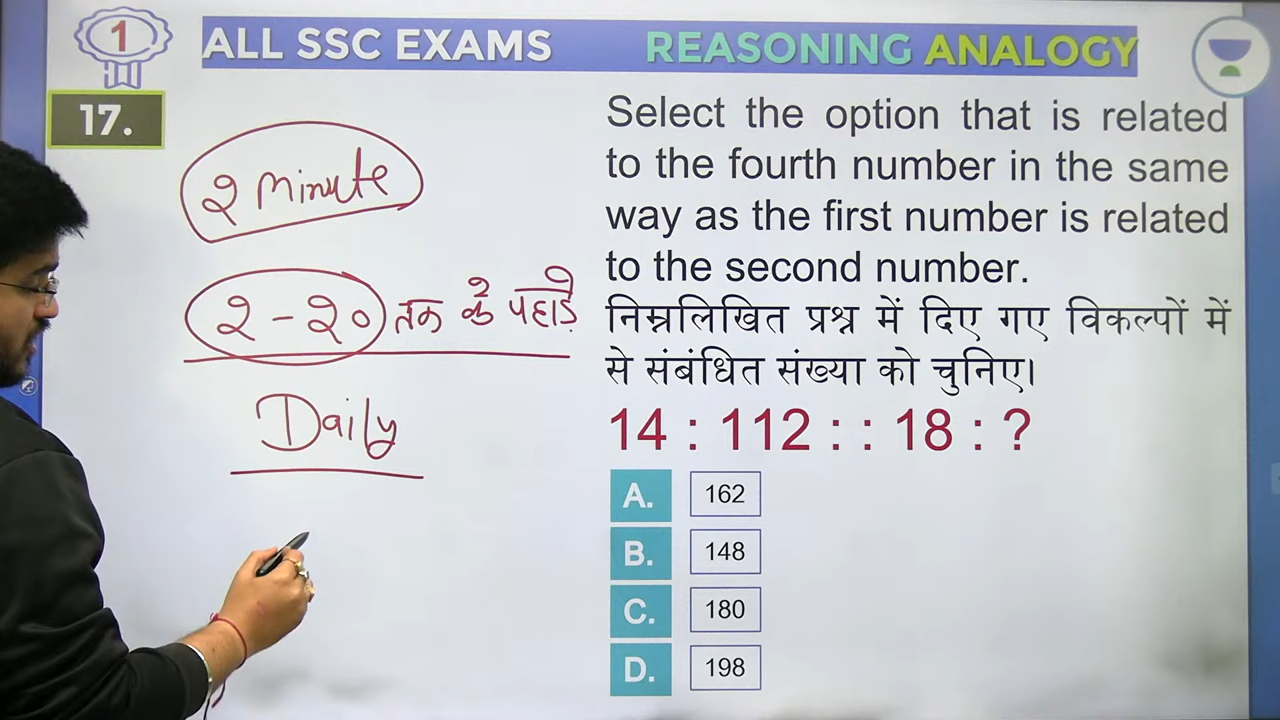 1
ALL SSC EXAMS REASONING ANALOGY
17.
2 Minute
२ - २० तक के पहाड़े
2
Daily
Select the option that is related
to the fourth number in the same
way as the first number is related
to the second number.
निम्नलिखित प्रश्न में दिए गए विकल्पों में
से संबंधित संख्या को चुनिए।
14 : 112 : : 18 : ?
A. 162
B. 148
C. 180
D. 198